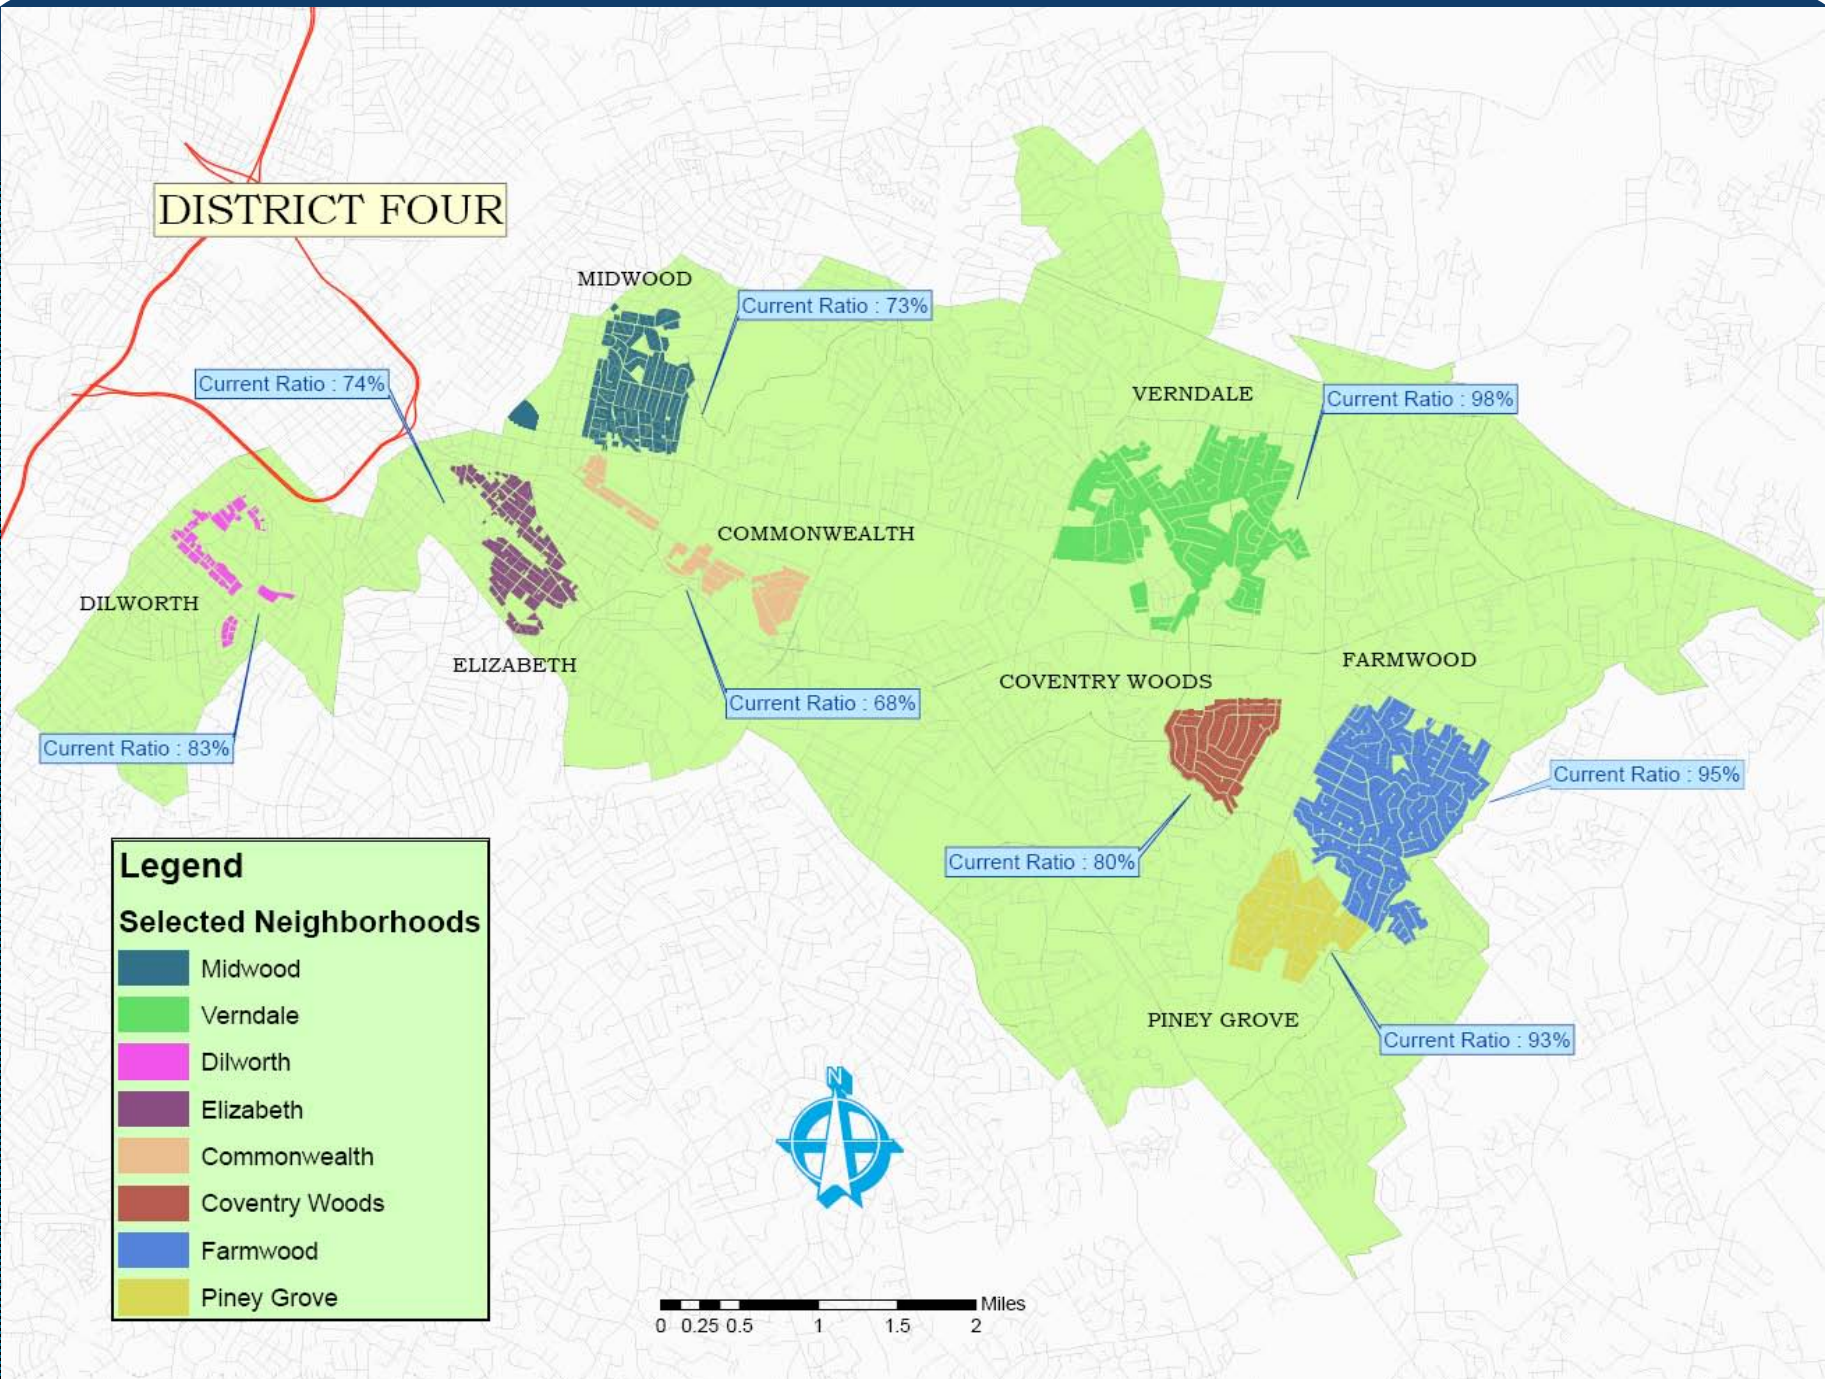 DISTRICT FOUR
MIDWOOD
Current Ratio : 73%
Current Ratio : 74%
VERNDALE
Current Ratio : 98%
COMMONWEALTH
DILWORTH
ELIZABETH
FARMWOOD
COVENTRY WOODS
Current Ratio : 68%
Current Ratio : 83%
Current Ratio : 95%
Current Ratio : 80%
PINEY GROVE
Current Ratio : 93%
Legend
Selected Neighborhoods
Midwood
Verndale
Dilworth
Elizabeth
Commonwealth
Coventry Woods
Farmwood
Piney Grove
N
Miles
0 0.25 0.5 1 1.5 2